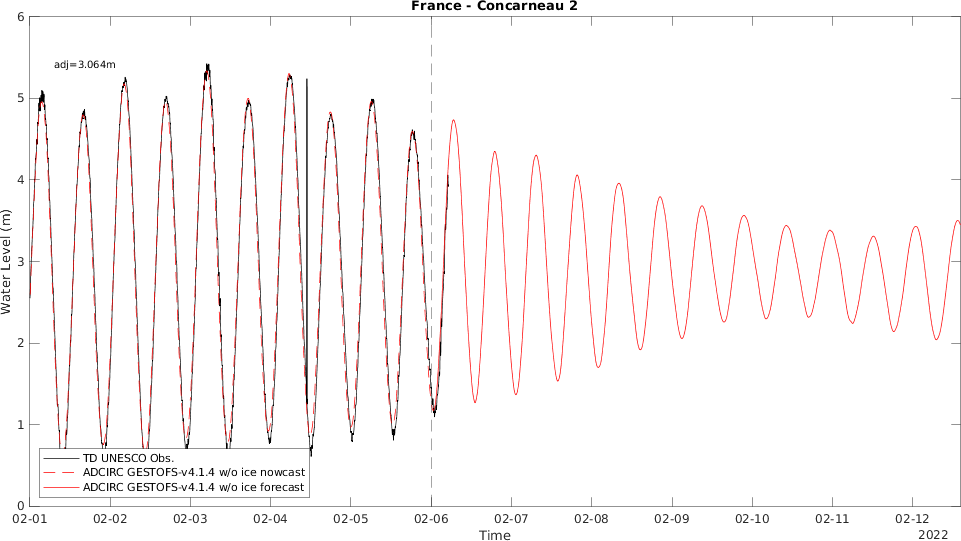 France - Concarneau 2
adj=3.064m
Water Level (m)
6
5
4
3
2
1
0
TD UNESCO Obs.
ADCIRC GESTOFS-v4.1.4 w/o ice nowcast
ADCIRC GESTOFS-v4.1.4 w/o ice forecast
02-01 02-02 02-03 02-04 02-05 02-06 02-07 02-08 02-09 02-10 02-11 02-12
Time
2022